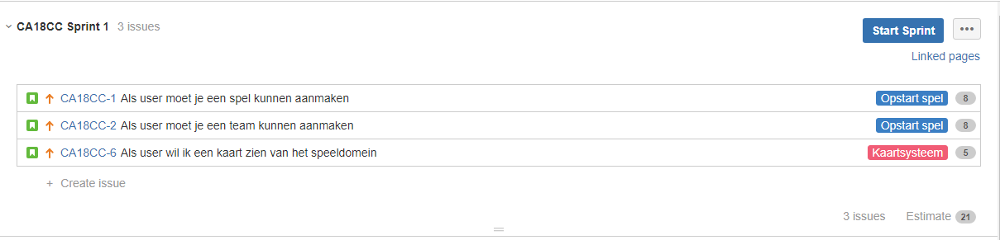 CA18CC Sprint 1 3 issues
Start Sprint
Linked pages
CA18CC-1 Als user moet je een spel kunnen aanmaken Opstart spel 8
CA18CC-2 Als user moet je een team kunnen aanmaken Opstart spel 8
CA18CC-6 Als user wil ik een kaart zien van het speeldomein Kaartsysteem 5
+ Create issue
3 issues Estimate 21